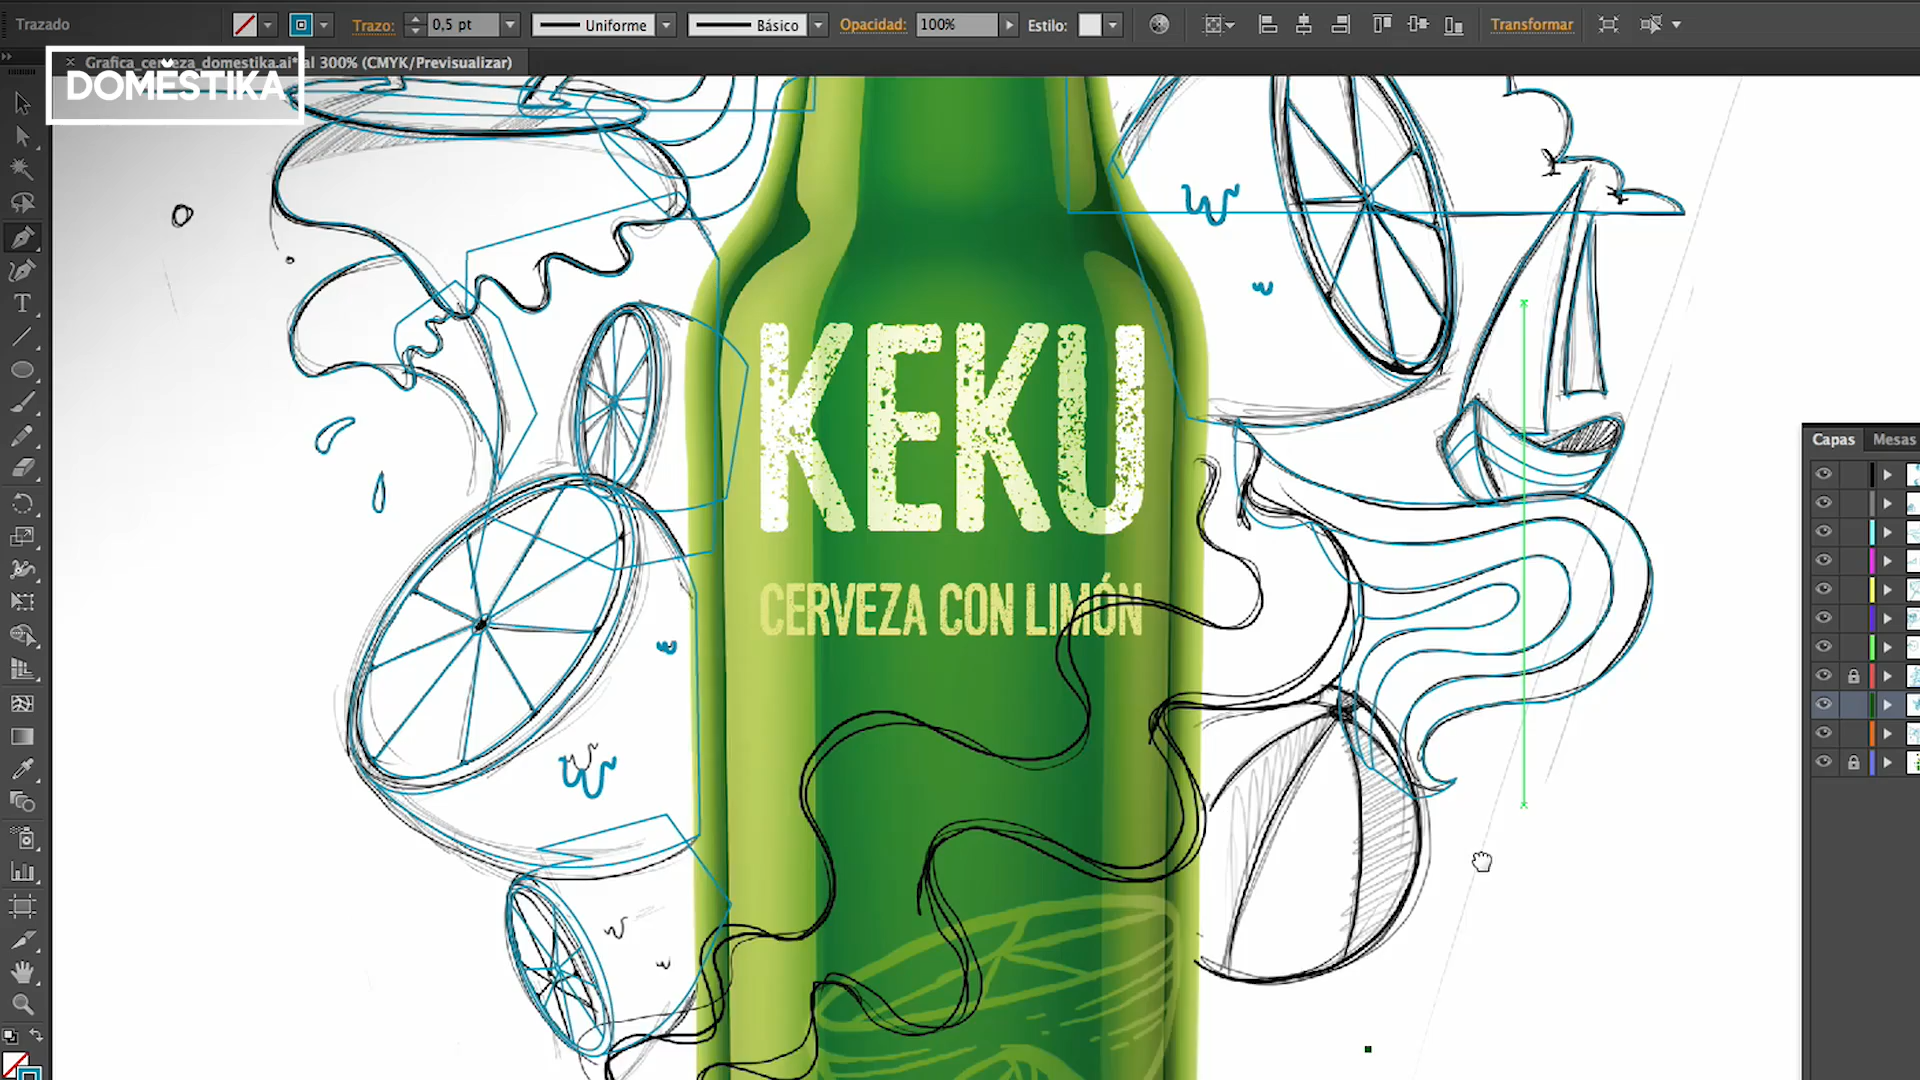 Trazado
Trazo: 0,5 pt Uniforme Básico Opacidad: 100% Estilo: Transformar
× Grafica_cerveza_domestika.ai* al 300% (CMYK/Previsualizar)
DOMĔSTIKA
T
KEKU
CERVEZA CON LIMÓN
Capas Mesas